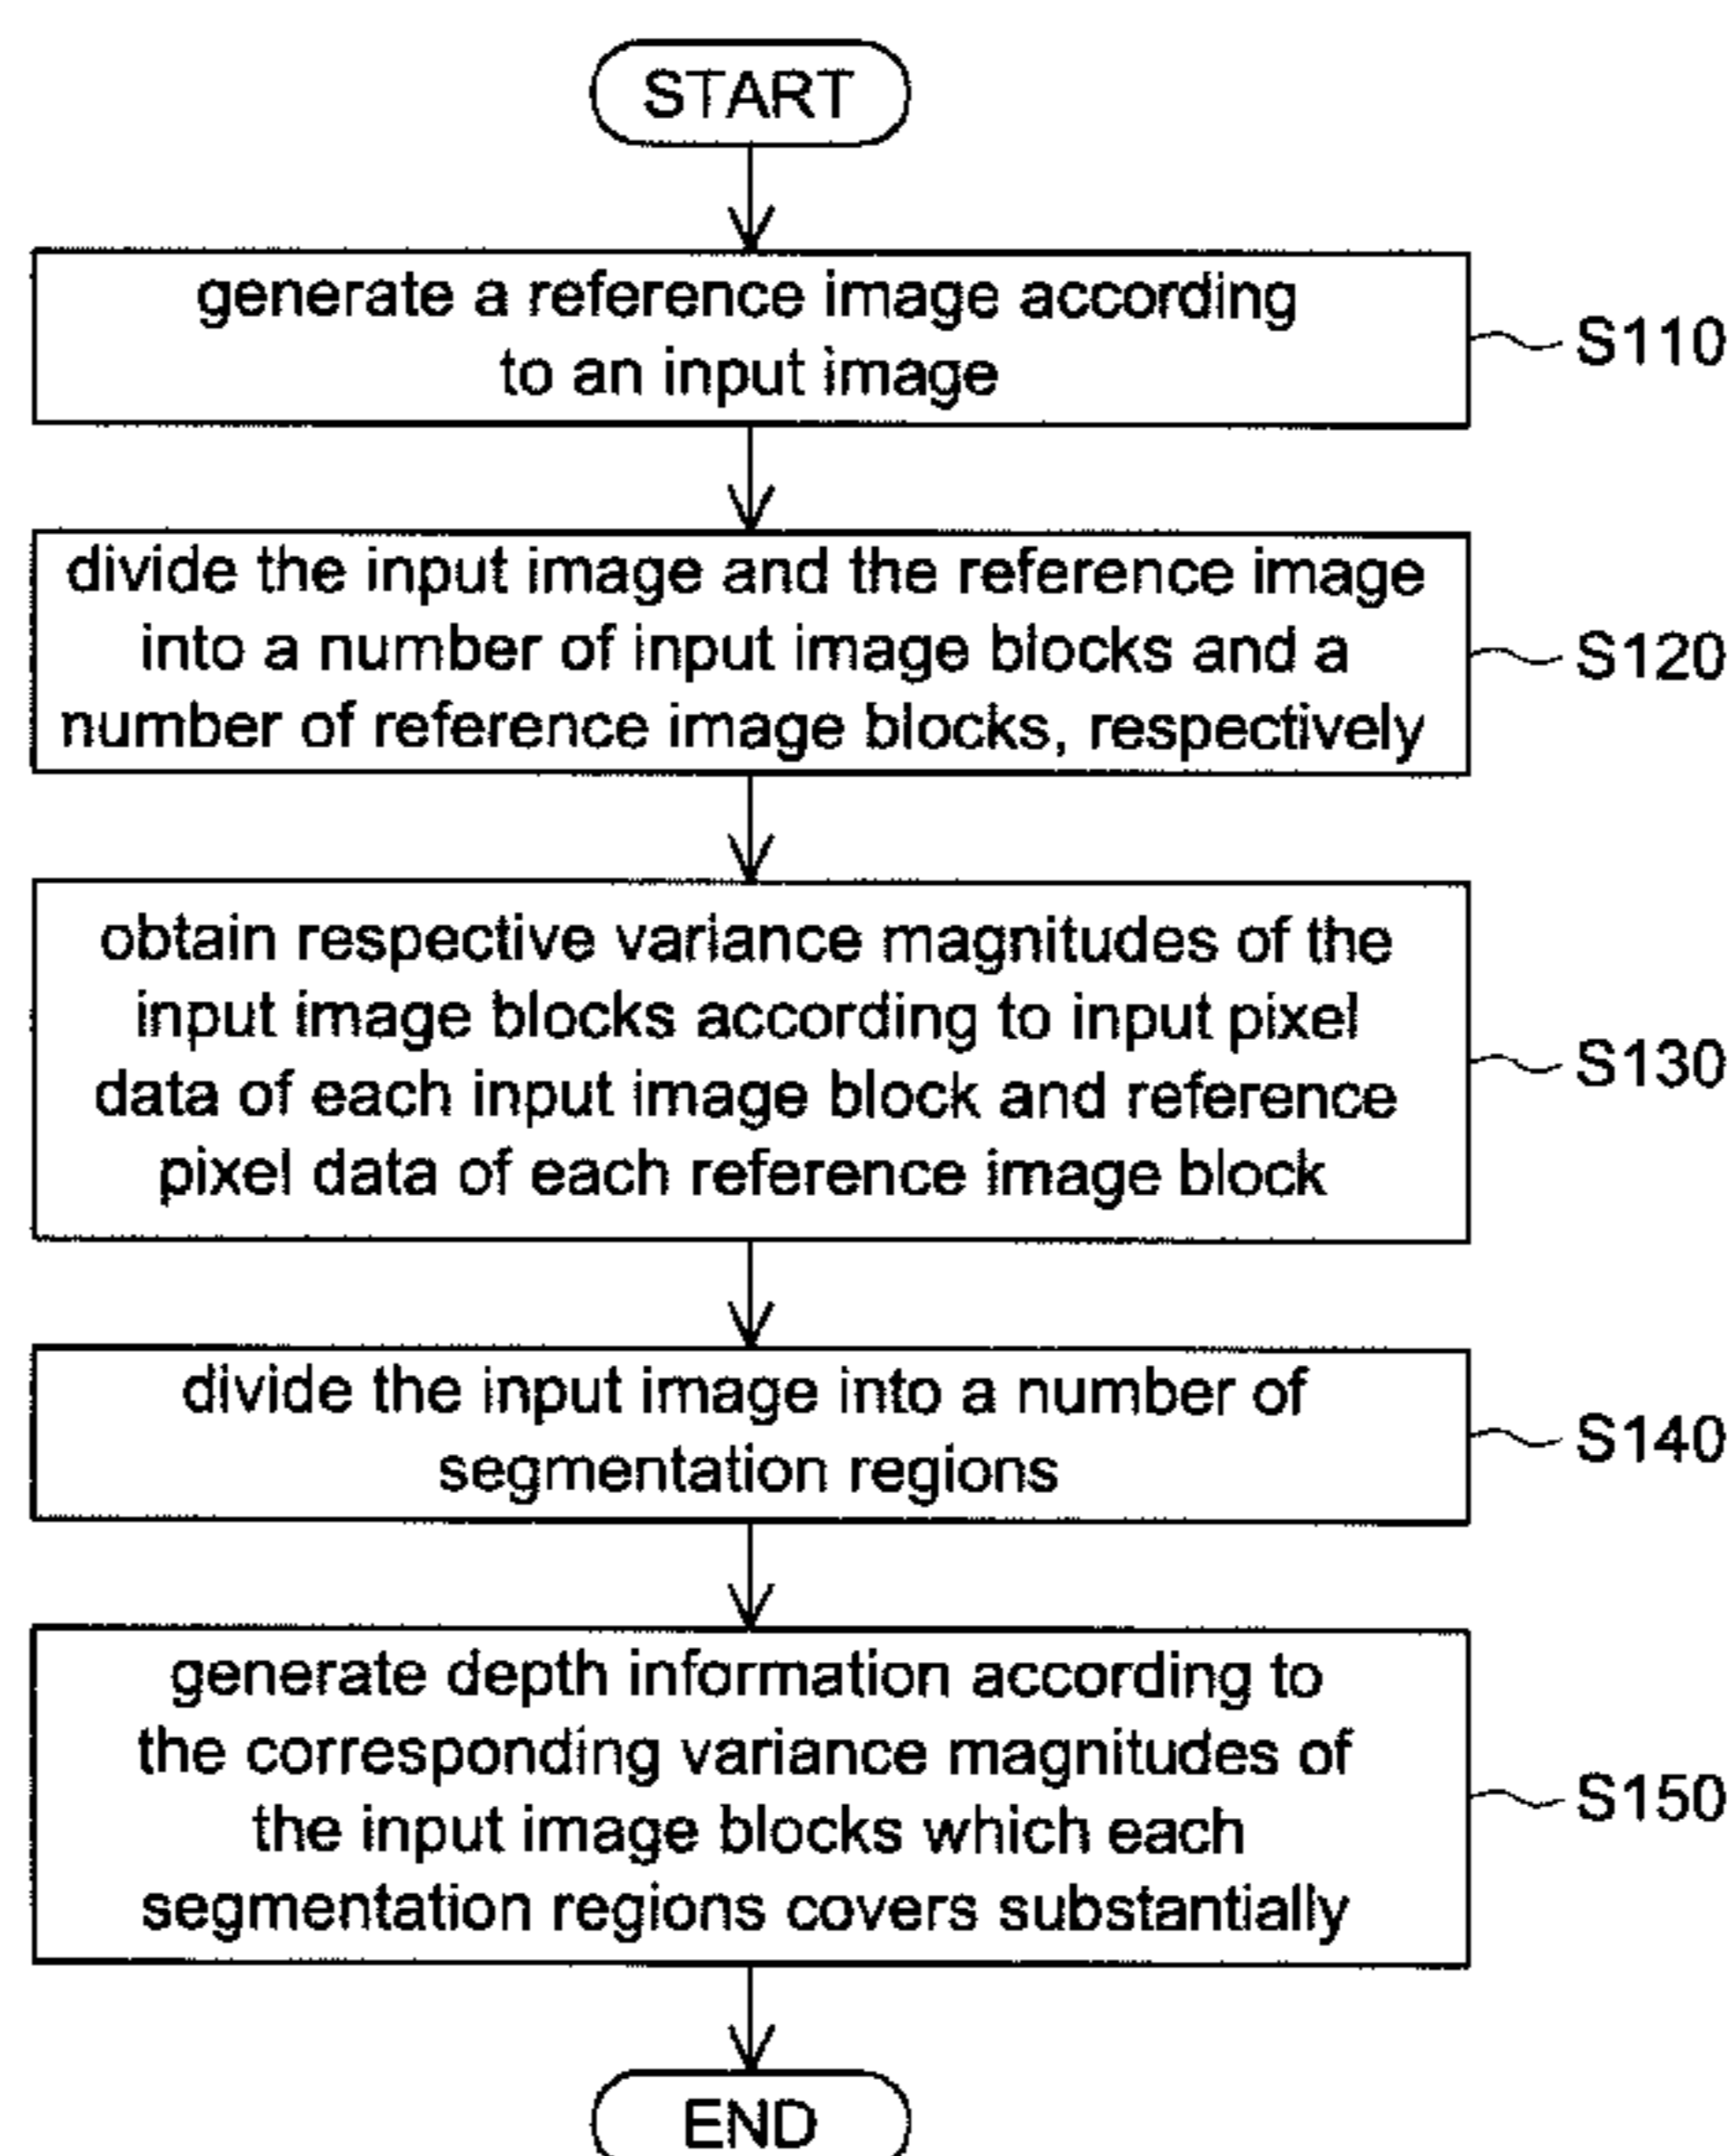 START
generate a reference image according
to an input image
S110
divide the input image and the reference image
into a number of input image blocks and a
number of reference image blocks, respectively
S120
obtain respective variance magnitudes of the
input image blocks according to input pixel
data of each input image block and reference
pixel data of each reference image block
S130
divide the input image into a number of
segmentation regions
S140
generate depth information according to
the corresponding variance magnitudes of
the input image blocks which each
segmentation regions covers substantially
S150
END